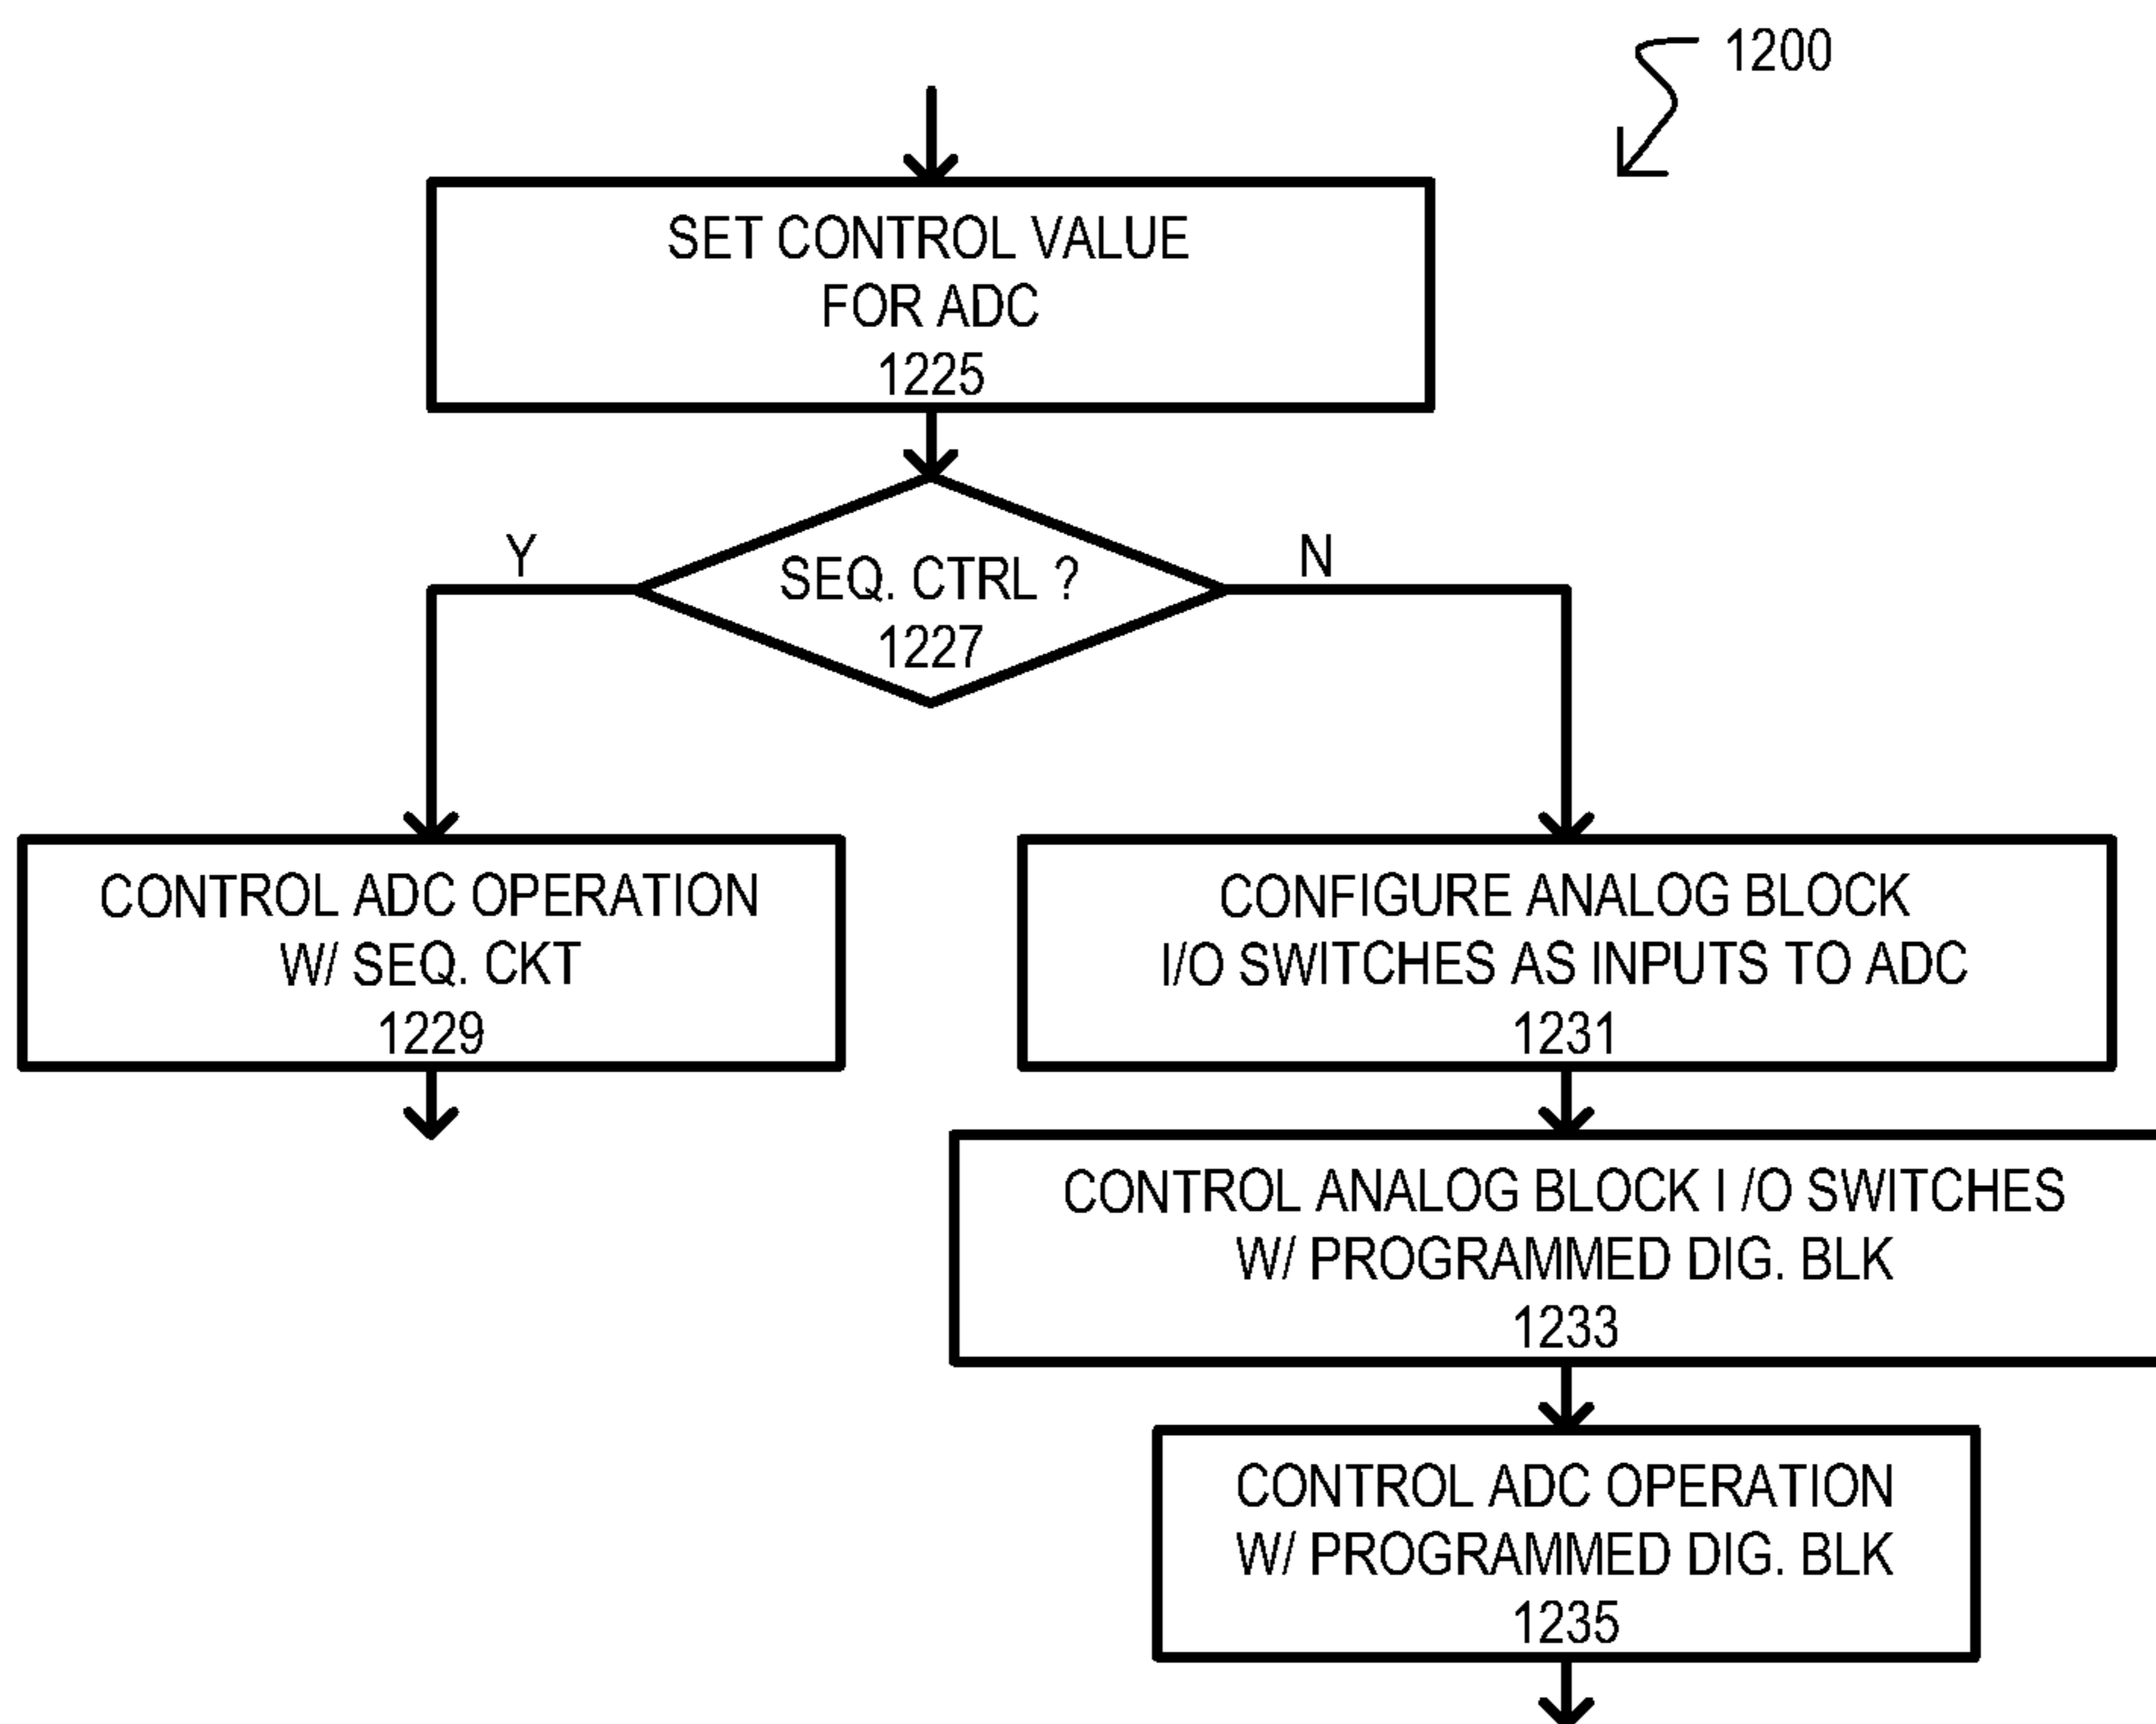 1200
SET CONTROL VALUE
FOR ADC
1225
SEQ. CTRL ?
1227
Y
N
CONTROL ADC OPERATION
W/ SEQ. CKT
1229
CONFIGURE ANALOG BLOCK
I/O SWITCHES AS INPUTS TO ADC
1231
CONTROL ANALOG BLOCK I /O SWITCHES
W/ PROGRAMMED DIG. BLK
1233
CONTROL ADC OPERATION
W/ PROGRAMMED DIG. BLK
1235